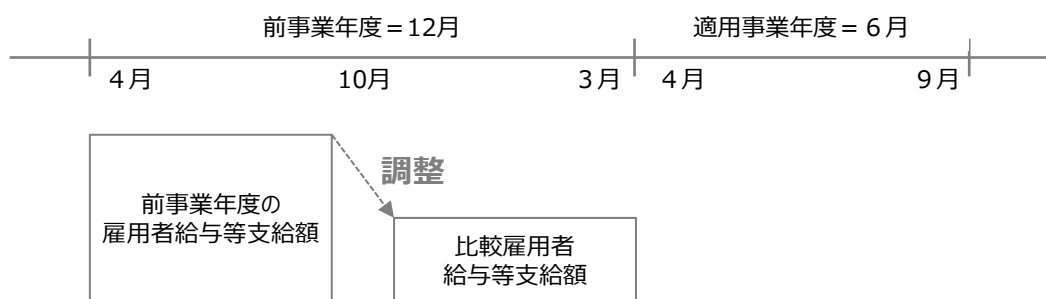 前事業年度＝12月
適用事業年度＝６月
４月
10月
３月
４月
９月
調整
前事業年度の
雇用者給与等支給額
比較雇用者
給与等支給額